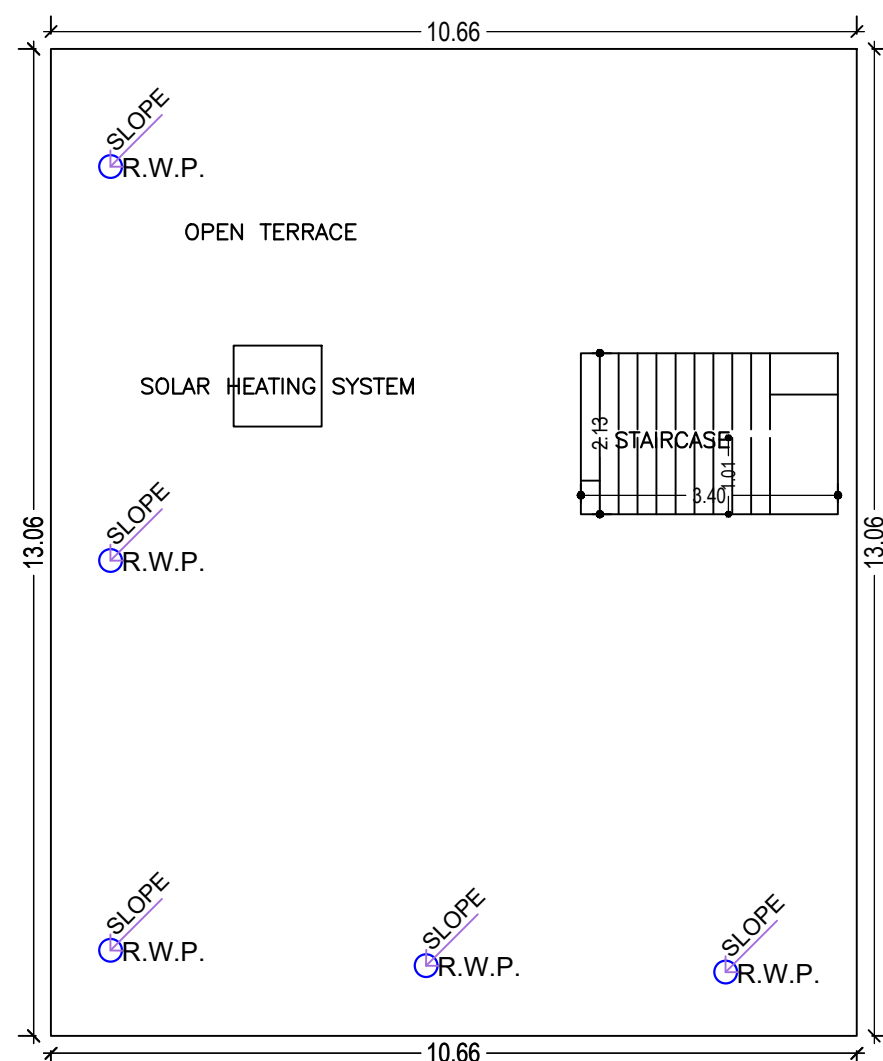 10.66
SLOPE
R.W.P.
OPEN TERRACE
SOLAR HEATING SYSTEM
2.13
STAIRCASE
1.01
3.40
13.06
13.06
SLOPE
R.W.P.
SLOPE
R.W.P.
SLOPE
R.W.P.
SLOPE
R.W.P.
10.66